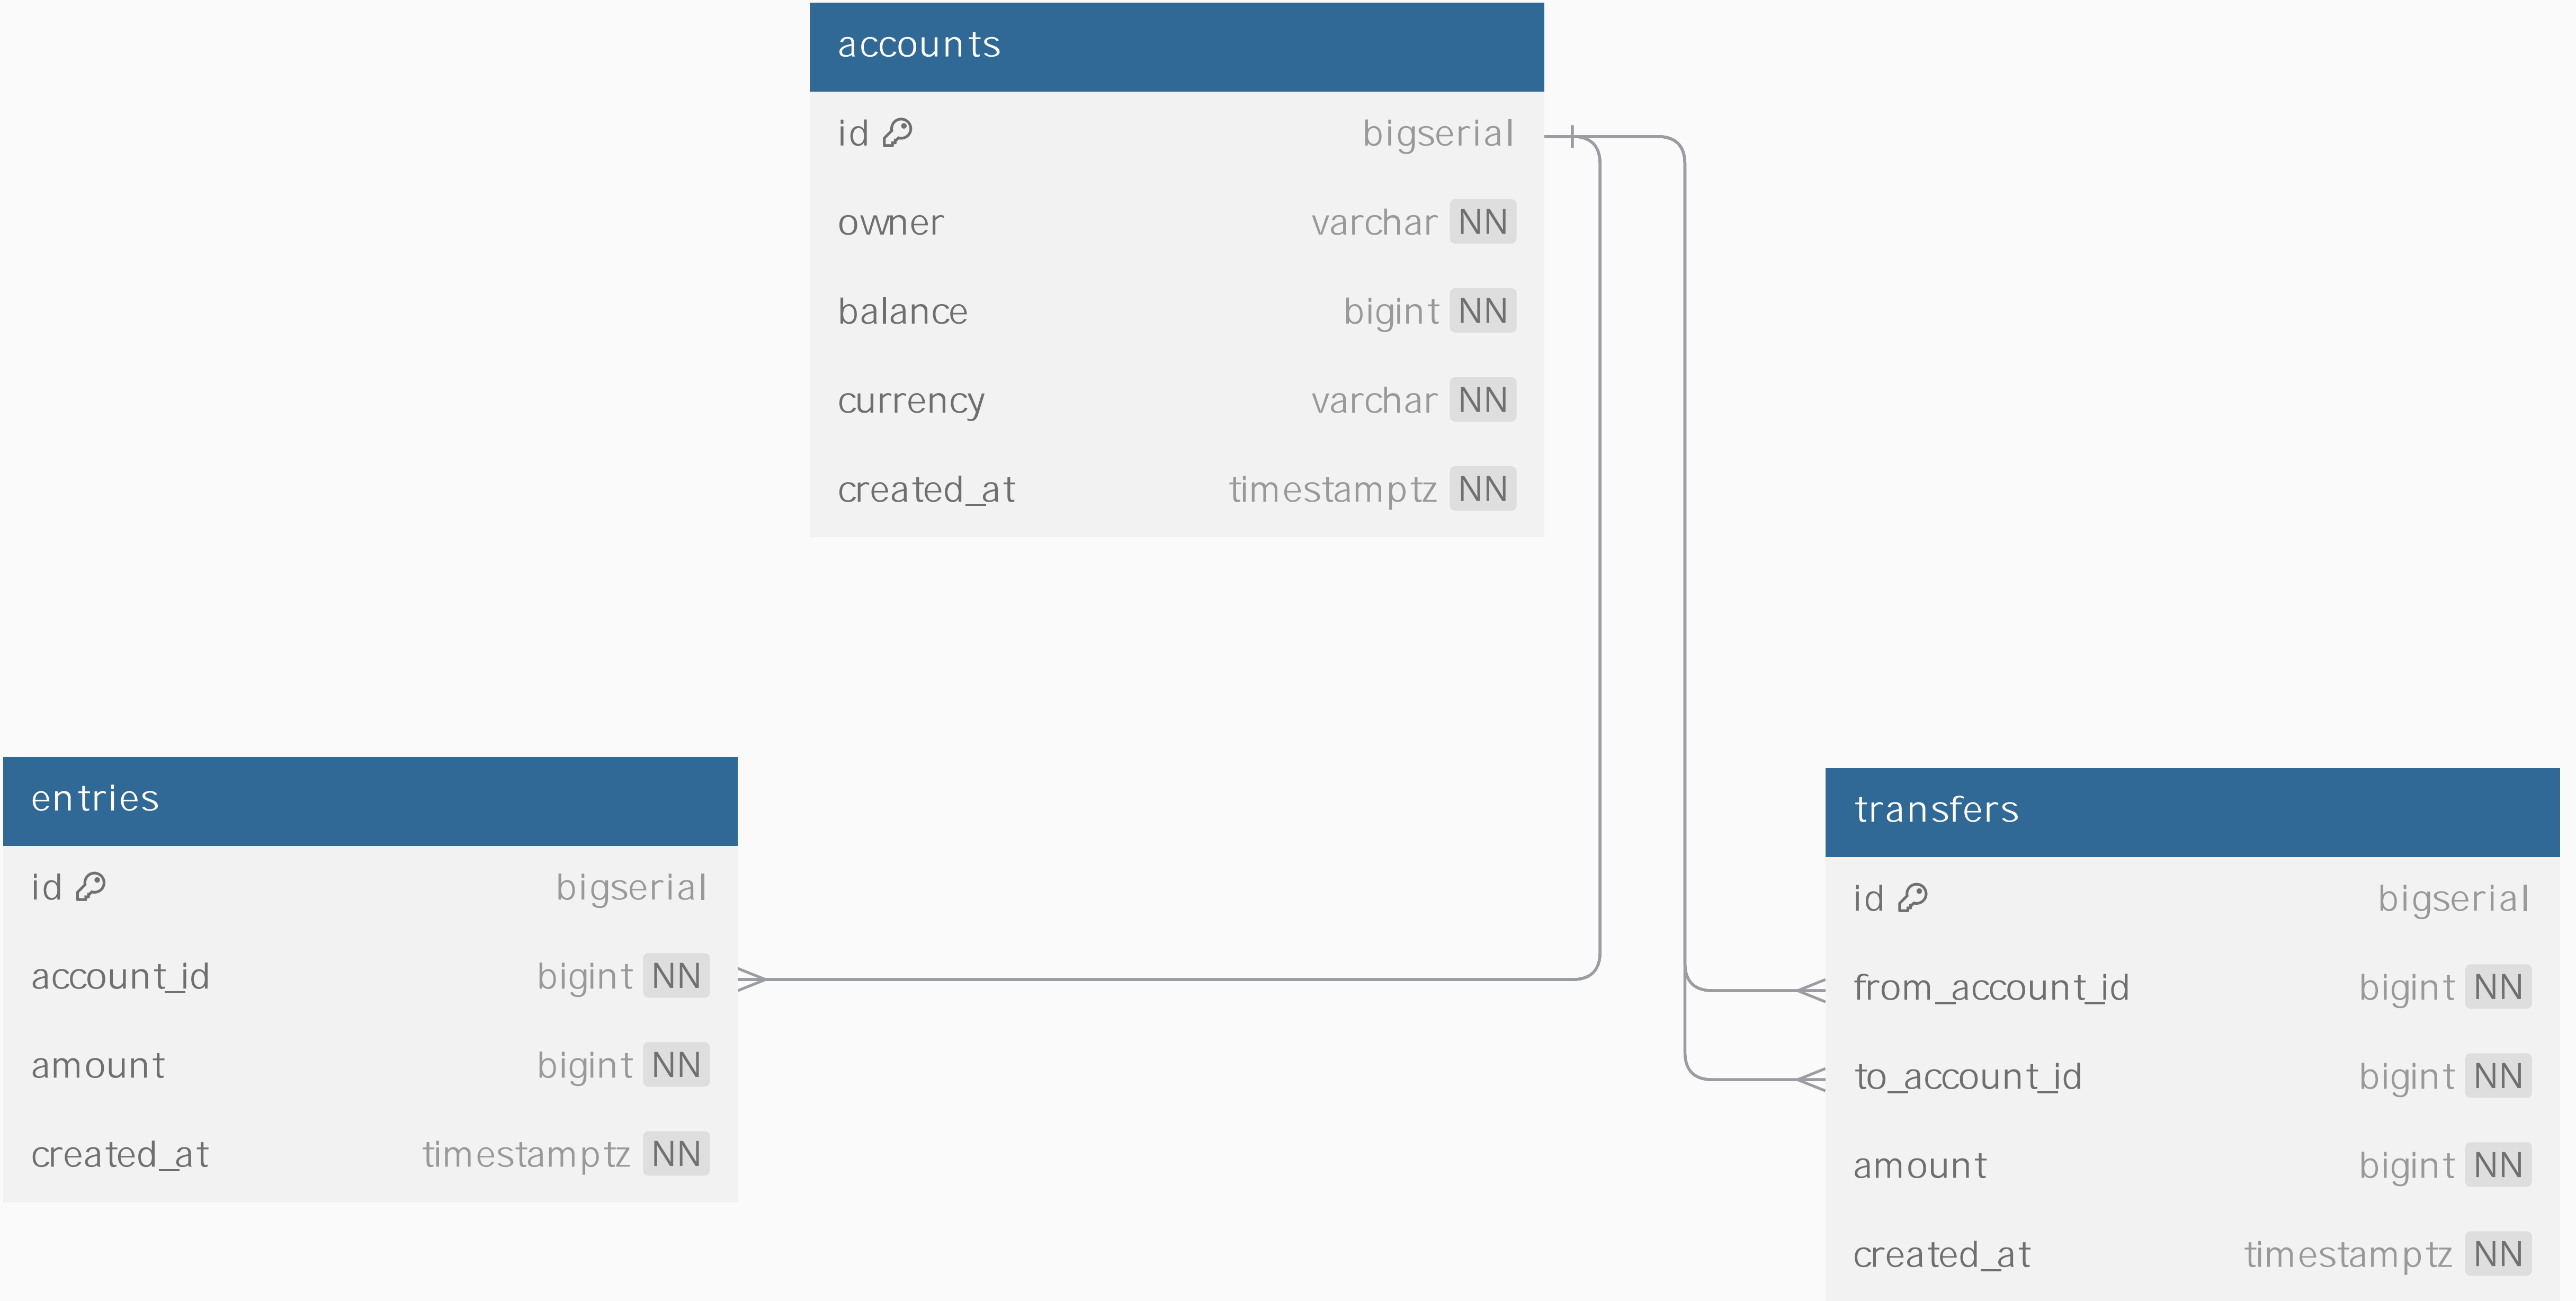 accounts
id bigserial
owner varchar NN
balance bigint NN
currency varchar NN
created_at timestamptz NN
entries
id bigserial
account_id bigint NN
amount bigint NN
created_at timestamptz NN
transfers
id bigserial
from_account_id bigint NN
to_account_id bigint NN
amount bigint NN
created_at timestamptz NN